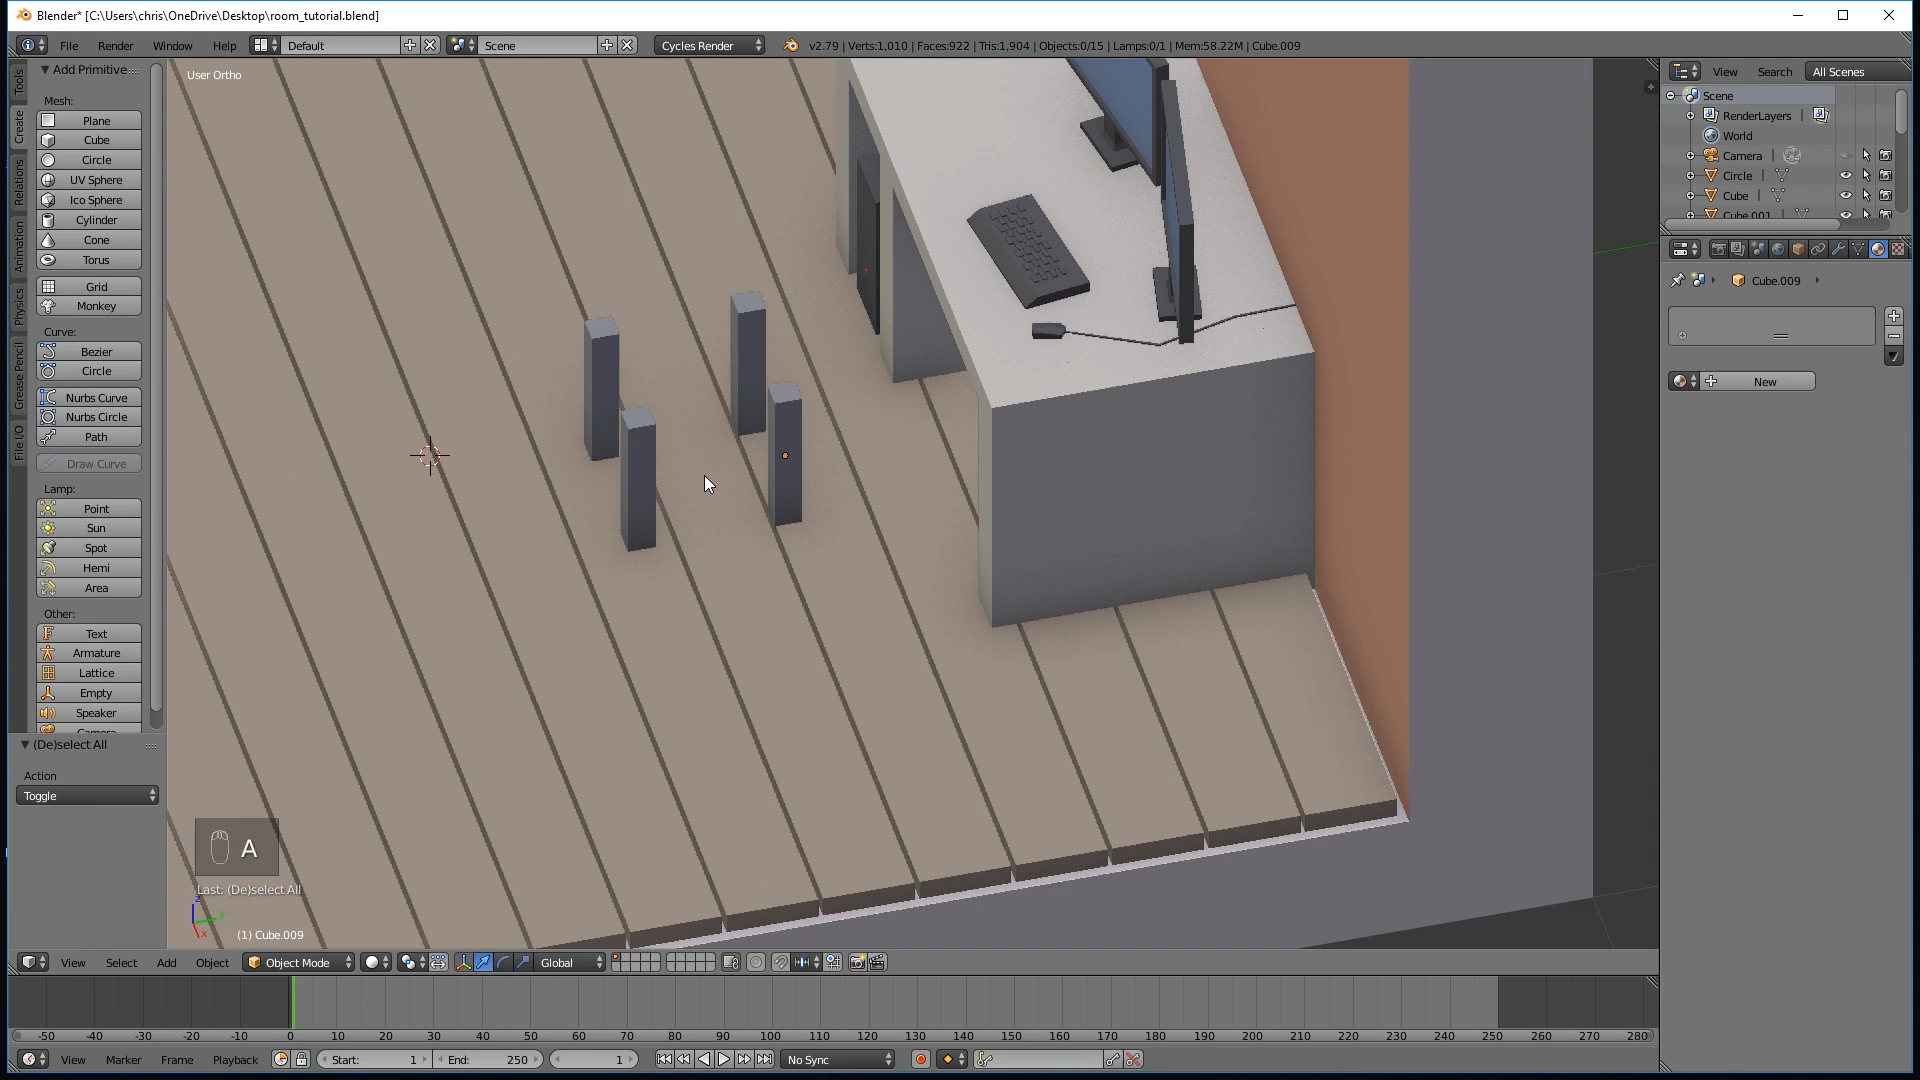 Blender* [C:\Users\chris\OneDrive\Desktop\room_tutorial.blend]
File Render Window Help Default Scene Cycles Render v2.79 | Verts:1,010 | Faces:922 | Tris:1,904 | Objects:0/15 | Lamps:0/1 | Mem:58.22M | Cube.009
Tools
Create
Relations
Animation
Physics
Grease Pencil
File I/O
Add Primitive
Mesh:
Plane
Cube
Circle
UV Sphere
Ico Sphere
Cylinder
Cone
Torus
Grid
Monkey
Curve:
Bezier
Circle
Nurbs Curve
Nurbs Circle
Path
Draw Curve
Lamp:
Point
Sun
Spot
Hemi
Area
Other:
Text
Armature
Lattice
Empty
Speaker
Camera
(De)select All
Action
Toggle
User Ortho
A
Last: (De)select All
z
y
x
(1) Cube.009
View Search All Scenes
Scene
RenderLayers
World
Camera
Circle
Cube
Cube.001
Cube.009
New
View Select Add Object Object Mode Global
-50 -40 -30 -20 -10 0 10 20 30 40 50 60 70 80 90 100 110 120 130 140 150 160 170 180 190 200 210 220 230 240 250 260 270 280
View Marker Frame Playback Start: 1 End: 250 1 No Sync